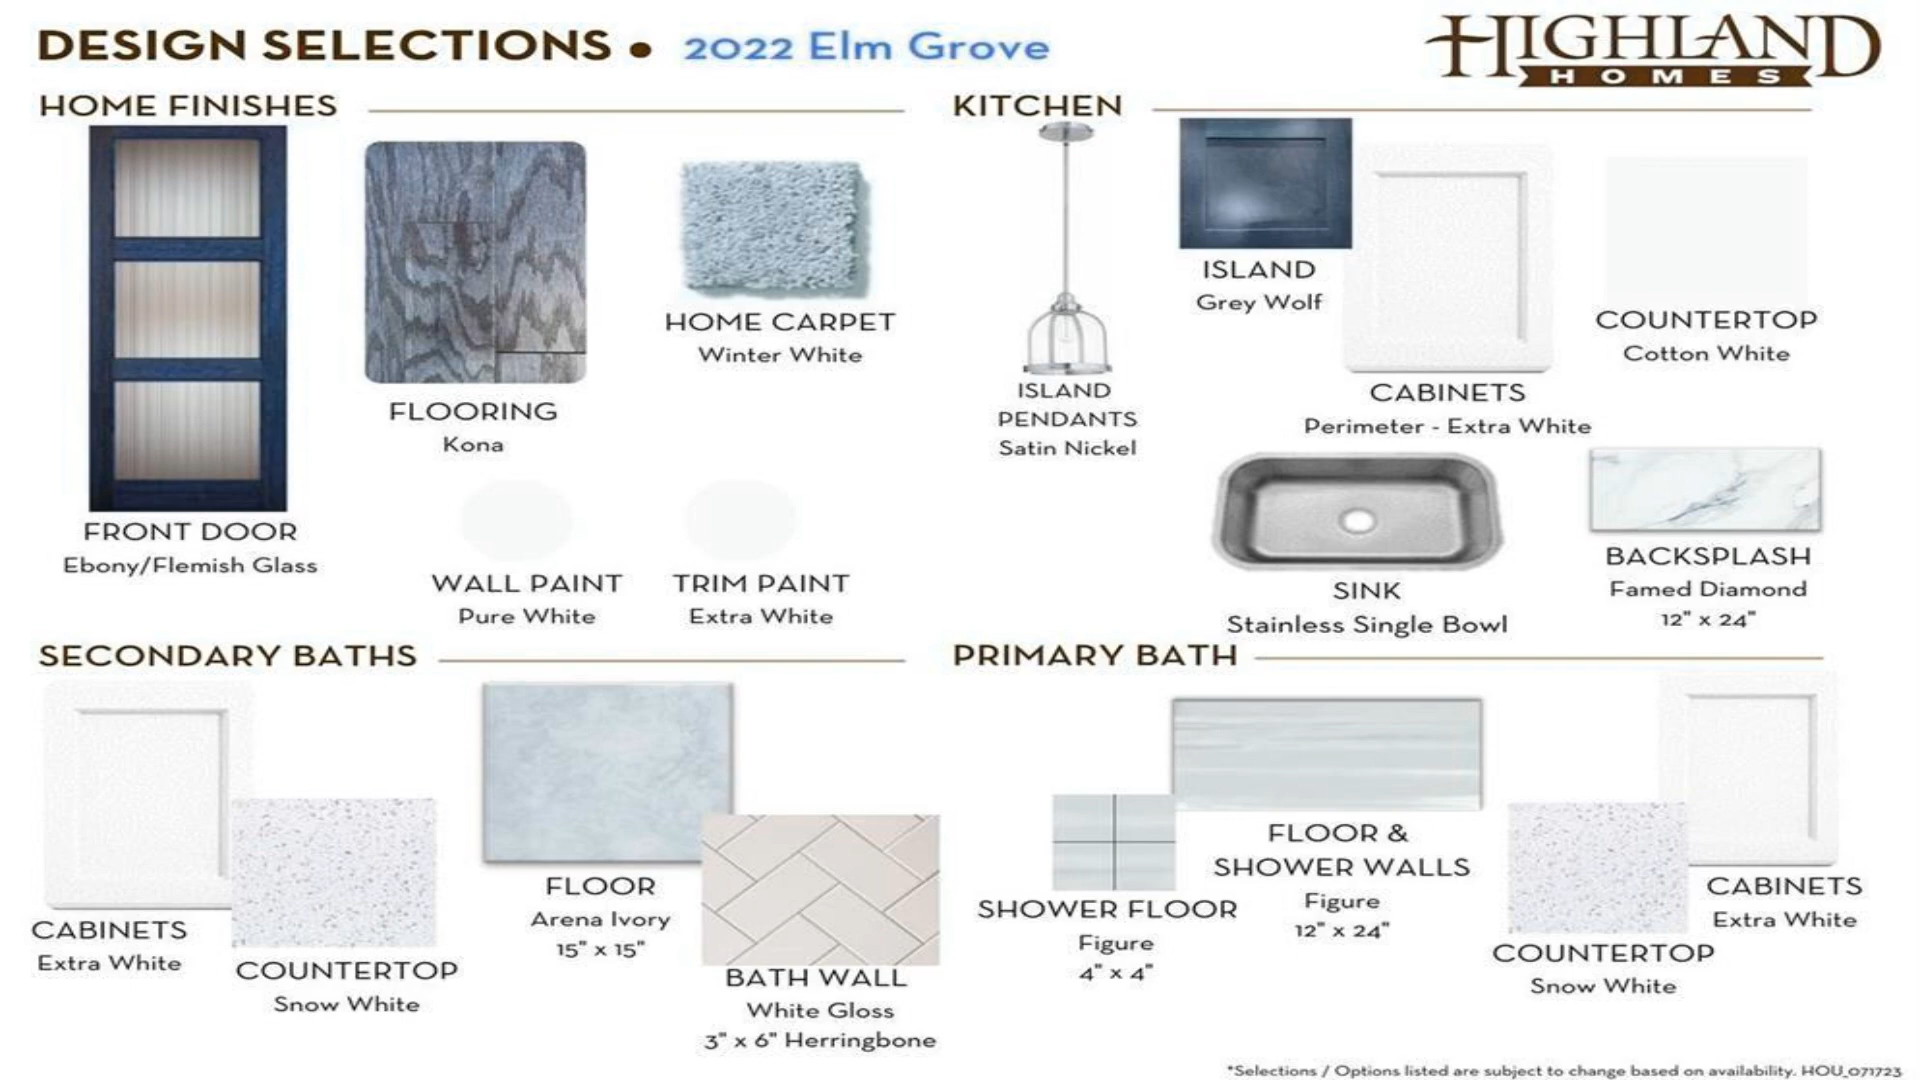 DESIGN SELECTIONS • 2022 Elm Grove
HIGHLAND
HOMES
HOME FINISHES
FRONT DOOR
Ebony/Flemish Glass
FLOORING
Kona
HOME CARPET
Winter White
WALL PAINT
Pure White
TRIM PAINT
Extra White
KITCHEN
ISLAND
PENDANTS
Satin Nickel
ISLAND
Grey Wolf
CABINETS
Perimeter - Extra White
COUNTERTOP
Cotton White
SINK
Stainless Single Bowl
BACKSPLASH
Famed Diamond
12" x 24"
SECONDARY BATHS
CABINETS
Extra White
COUNTERTOP
Snow White
FLOOR
Arena Ivory
15" x 15"
BATH WALL
White Gloss
3" x 6" Herringbone
PRIMARY BATH
SHOWER FLOOR
Figure
4" x 4"
FLOOR &
SHOWER WALLS
Figure
12" x 24"
COUNTERTOP
Snow White
CABINETS
Extra White
*Selections / Options listed are subject to change based on availability. HOU_071723